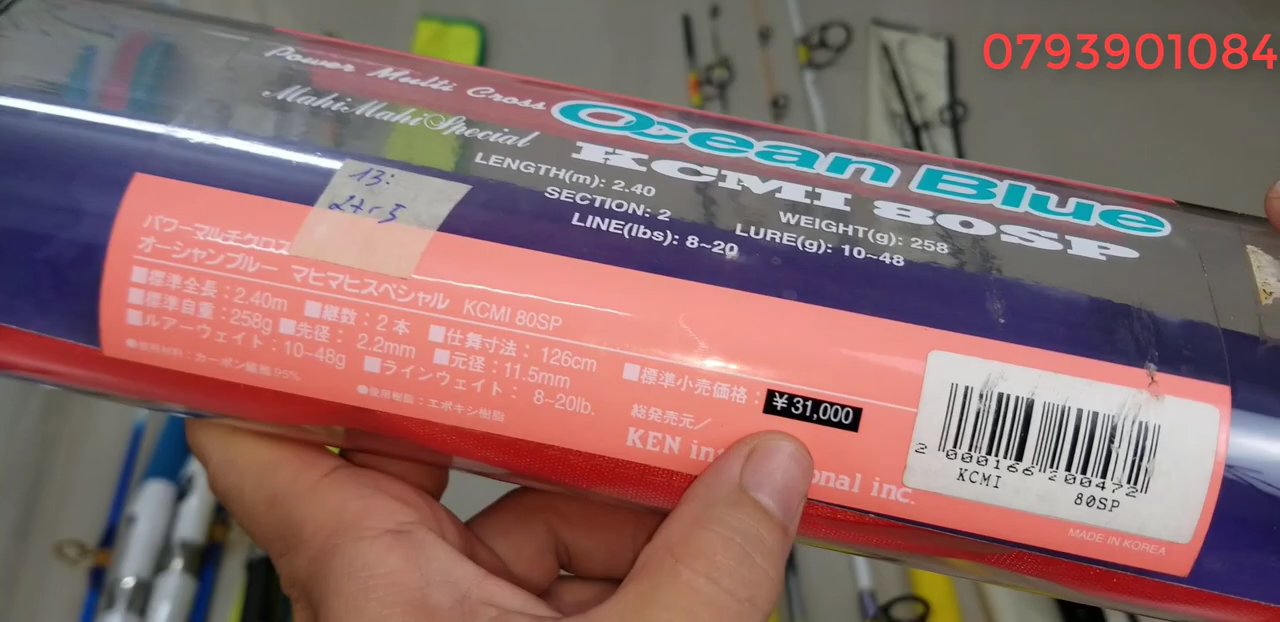 0793901084
Power Multi Cross
MahiMahi Special
Ocean Blue
KCMI 80SP
LENGTH(m): 2.40
SECTION: 2
WEIGHT(g): 258
LINE(lbs): 8~20
LURE(g): 10~48
13:
パワーマルチクロス
オーシャンブルー マヒマヒスペシャル KCMI 80SP
■標準全長：2.40m ■継数：2本 ■仕舞寸法：126cm
■標準自重：258g ■先径：2.2mm ■元径：11.5mm
■ルアーウェイト：10~48g ■ラインウェイト：8~20lb.
●使用材料：カーボン繊維 95%
●使用樹脂：エポキシ樹脂
■標準小売価格：¥31,000
総発売元／
KEN
inc.
2 000166 200472
KCMI 80SP
MADE IN KOREA